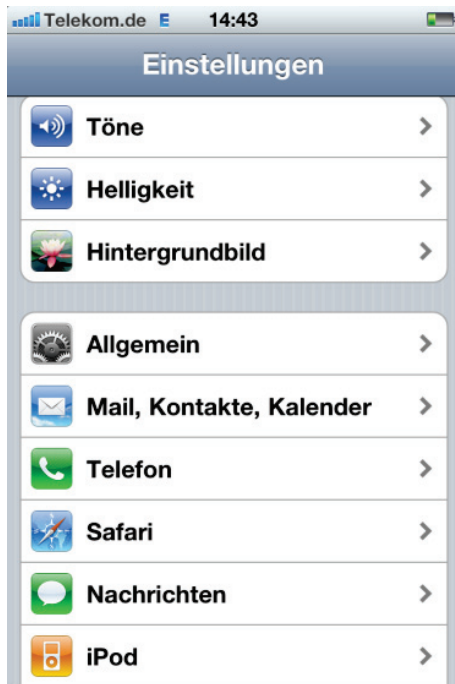 Telekom.de E 14:43
Einstellungen
Töne
Helligkeit
Hintergrundbild
Allgemein
Mail, Kontakte, Kalender
Telefon
Safari
Nachrichten
iPod